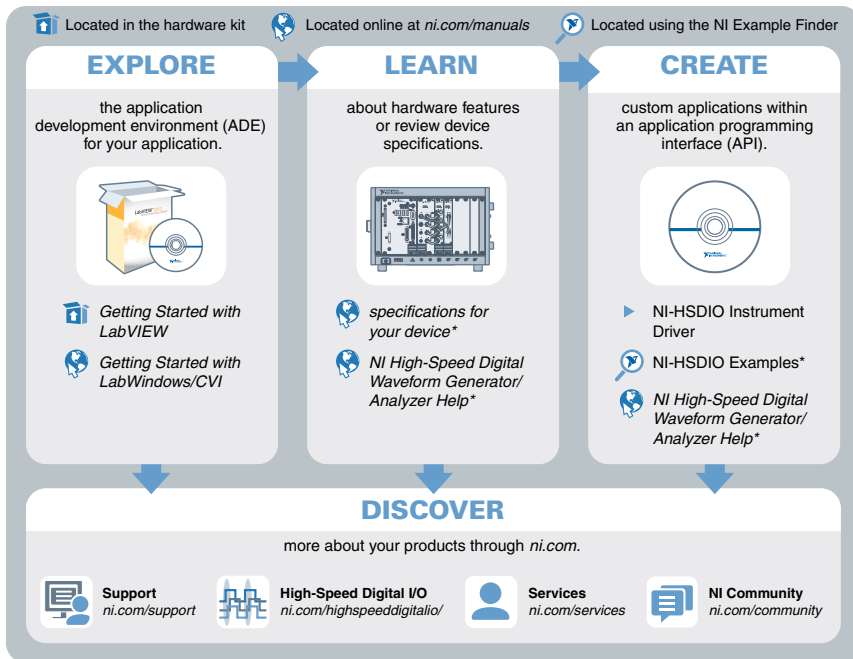 Located in the hardware kit
Located online at ni.com/manuals
Located using the NI Example Finder
EXPLORE
the application
development environment (ADE)
for your application.
LabVIEW
Getting Started with
LabVIEW
Getting Started with
LabWindows/CVI
LEARN
about hardware features
or review device
specifications.
specifications for
your device*
NI High-Speed Digital
Waveform Generator/
Analyzer Help*
CREATE
custom applications within
an application programming
interface (API).
NI-HSDIO Instrument
Driver
NI-HSDIO Examples*
NI High-Speed Digital
Waveform Generator/
Analyzer Help*
DISCOVER
more about your products through ni.com.
Support
ni.com/support
High-Speed Digital I/O
ni.com/highspeeddigitalio/
Services
ni.com/services
NI Community
ni.com/community